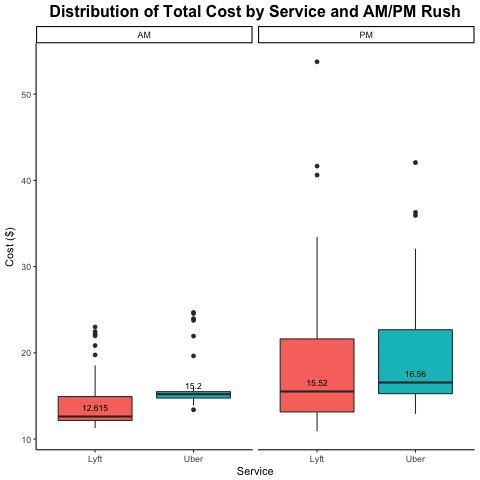 Distribution of Total Cost by Service and AM/PM Rush
AM
PM
50
40
30
20
10
Cost ($)
12.615
15.2
15.52
16.56
Lyft
Uber
Lyft
Uber
Service